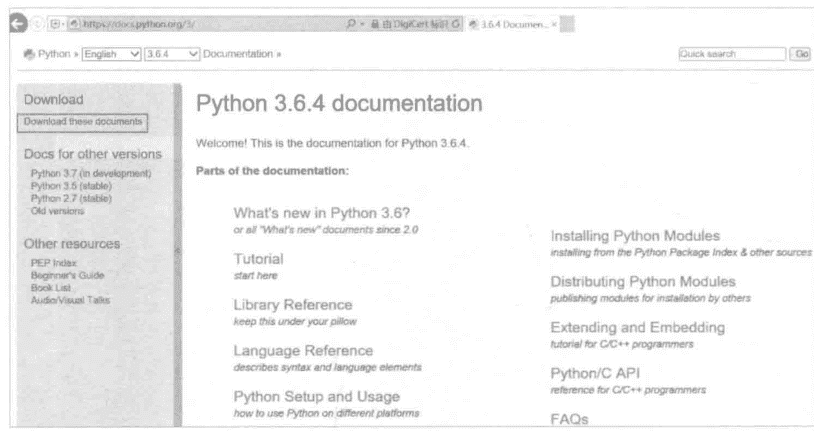 https://docs.python.org/3/
由 DigiCert 标识
3.6.4 Documen...
Python » English 3.6.4 Documentation »
Quick search Go
Download
Download these documents
Docs for other versions
Python 3.7 (in development)
Python 3.5 (stable)
Python 2.7 (stable)
Old versions
Other resources
PEP Index
Beginner's Guide
Book List
Audio/Visual Talks
Python 3.6.4 documentation
Welcome! This is the documentation for Python 3.6.4.
Parts of the documentation:
What's new in Python 3.6?
or all "What's new" documents since 2.0
Tutorial
start here
Library Reference
keep this under your pillow
Language Reference
describes syntax and language elements
Python Setup and Usage
how to use Python on different platforms
Installing Python Modules
installing from the Python Package Index & other sources
Distributing Python Modules
publishing modules for installation by others
Extending and Embedding
tutorial for C/C++ programmers
Python/C API
reference for C/C++ programmers
FAQs